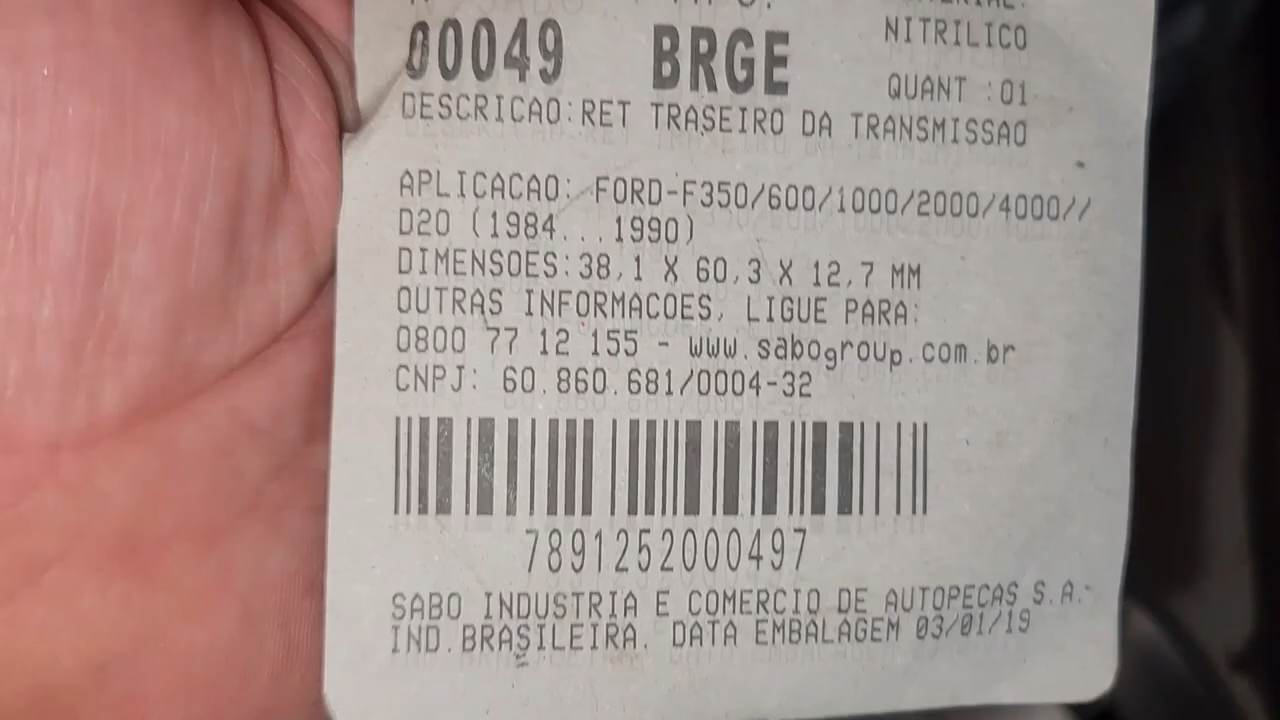 00049 BRGE NITRILICO
QUANT :01
DESCRICAO:RET TRASEIRO DA TRANSMISSAO
APLICACAO: FORD-F350/600/1000/2000/4000//
D20 (1984...1990)
DIMENSOES:38,1 X 60,3 X 12,7 MM
OUTRAS INFORMACOES, LIGUE PARA:
0800 77 12 155 - www.sabogroup.com.br
CNPJ: 60.860.681/0004-32
7891252000497
SABO INDUSTRIA E COMERCIO DE AUTOPECAS S.A.-
IND.BRASILEIRA. DATA EMBALAGEM 03/01/19